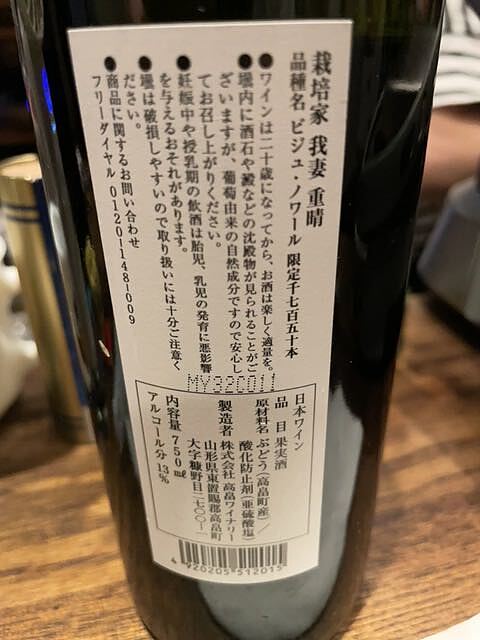 栽培家 我妻 重晴
品種名 ビジュ・ノワール 限定千七百五十本
●ワインは二十歳になってから、お酒は楽しく適量を。
●壜内に酒石や澱などの沈殿物が見られることがご
ざいますが、葡萄由来の自然成分ですので安心し
てお召し上がりください。
●妊娠中や授乳期の飲酒は胎児、乳児の発育に悪影響
を与えるおそれがあります。
●壜は破損しやすいので取り扱いには十分ご注意く
ださい。
●商品に関するお問い合わせ
フリーダイヤル 0120-148-009
MY32C011
日本ワイン
品 目 果実酒
原材料名 ぶどう(高畠町産)/
酸化防止剤(亜硫酸塩)
製造者 株式会社 高畠ワイナリー
山形県東置賜郡高畠町
大字糠野目二七〇〇-一
内容量 750㎖
アルコール分 13%
4 920205 512015